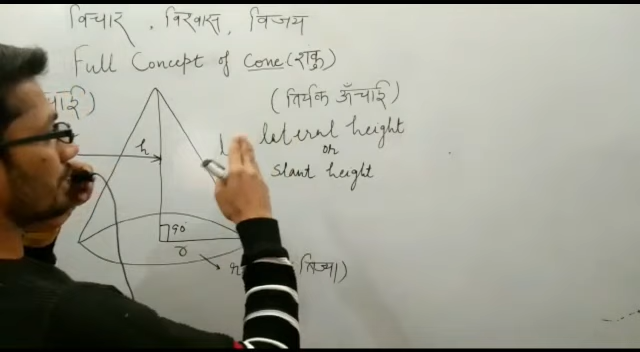 विचार , विश्वास , विजय
Full Concept of Cone (शंकु)
(तिर्यक ऊँचाई)
lateral height
or
slant height
h
90°
r